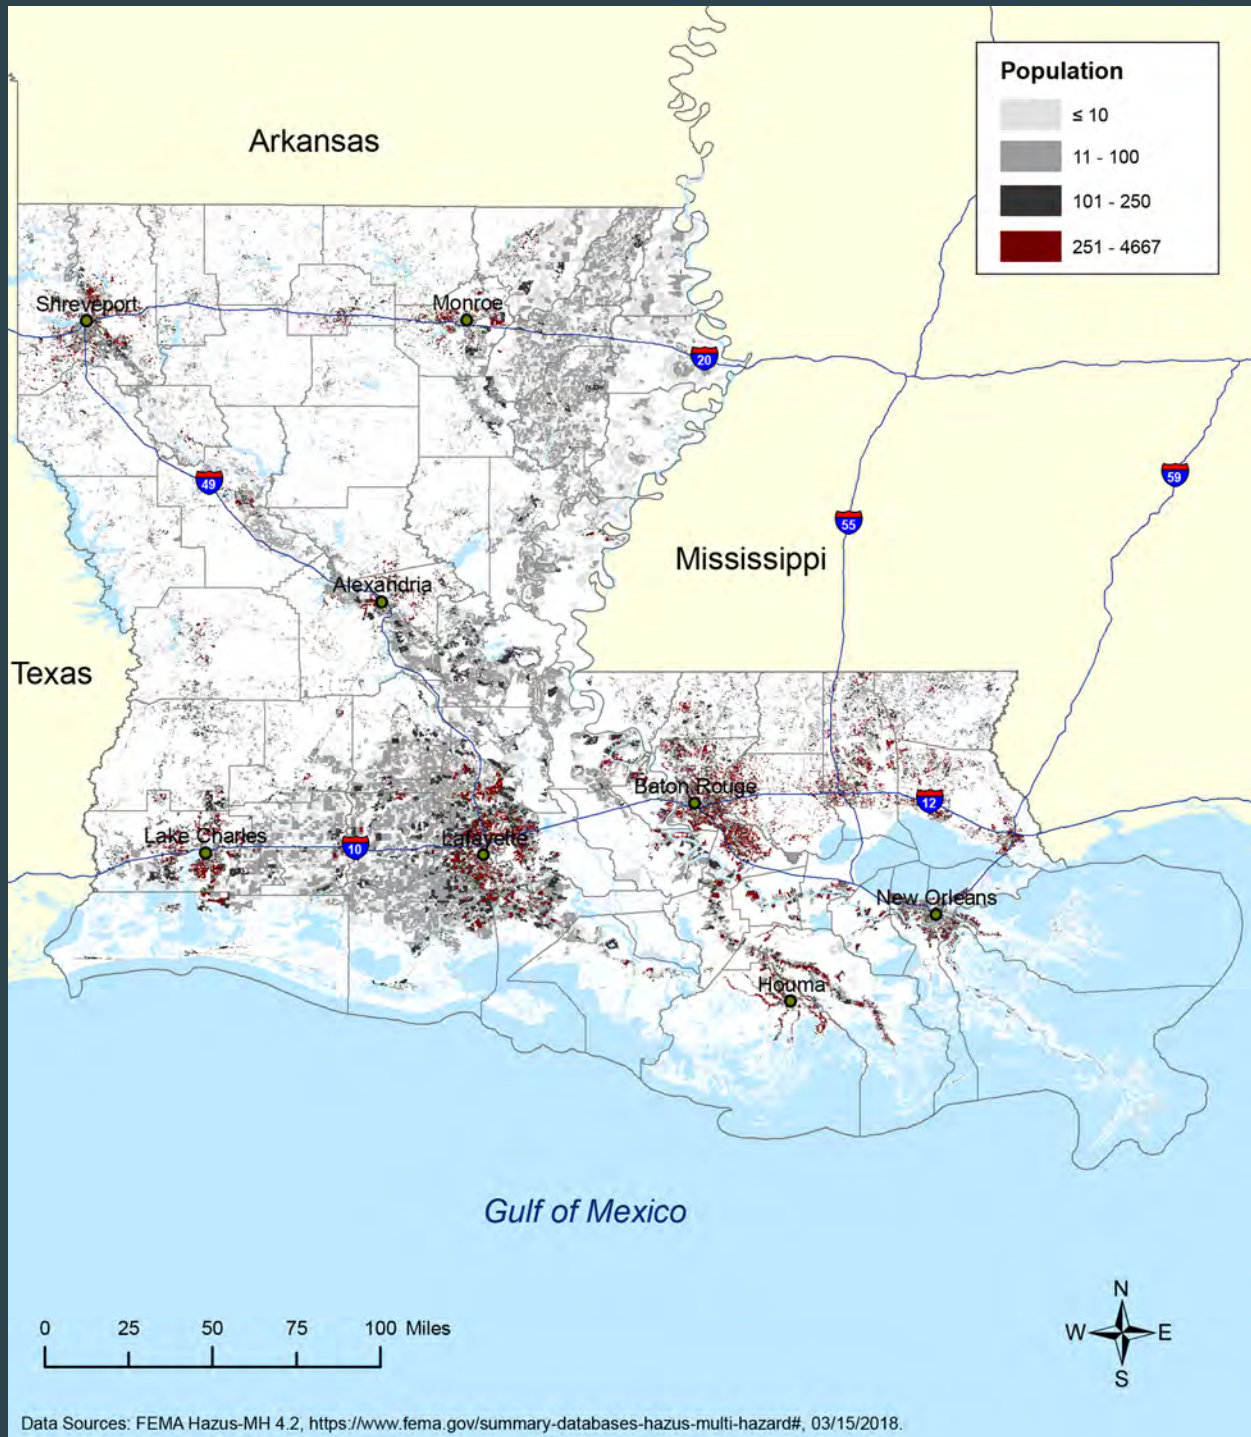 Population
≤ 10
11 - 100
101 - 250
251 - 4667
Arkansas
Shreveport
Monroe
20
49
59
55
Mississippi
Alexandria
Texas
Baton Rouge
12
Lake Charles
10
Lafayette
New Orleans
Houma
Gulf of Mexico
N
W E
S
0 25 50 75 100 Miles
Data Sources: FEMA Hazus-MH 4.2, https://www.fema.gov/summary-databases-hazus-multi-hazard#, 03/15/2018.